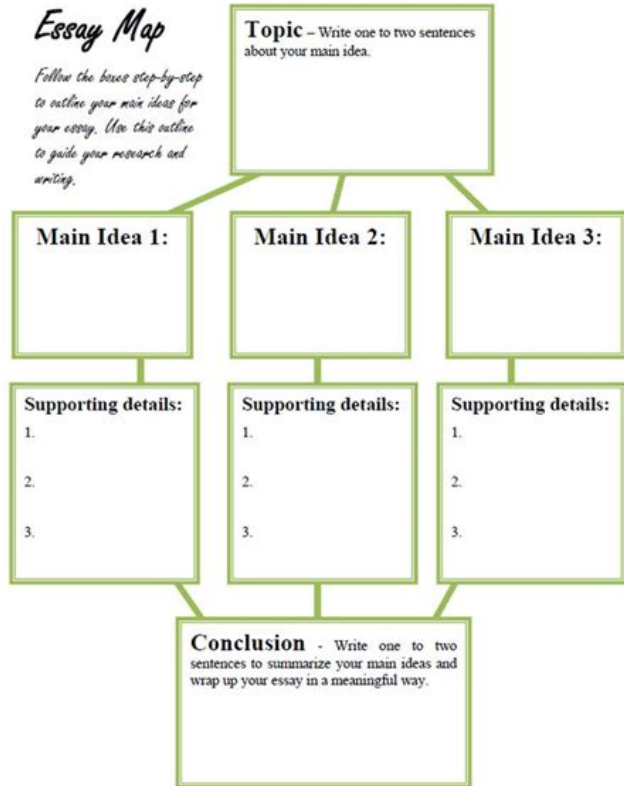 Essay Map
Follow the boxes step-by-step
to outline your main ideas for
your essay. Use this outline
to guide your research and
writing.
Topic – Write one to two sentences
about your main idea.
Main Idea 1:
Main Idea 2:
Main Idea 3:
Supporting details:
1.
2.
3.
Supporting details:
1.
2.
3.
Supporting details:
1.
2.
3.
Conclusion - Write one to two
sentences to summarize your main ideas and
wrap up your essay in a meaningful way.